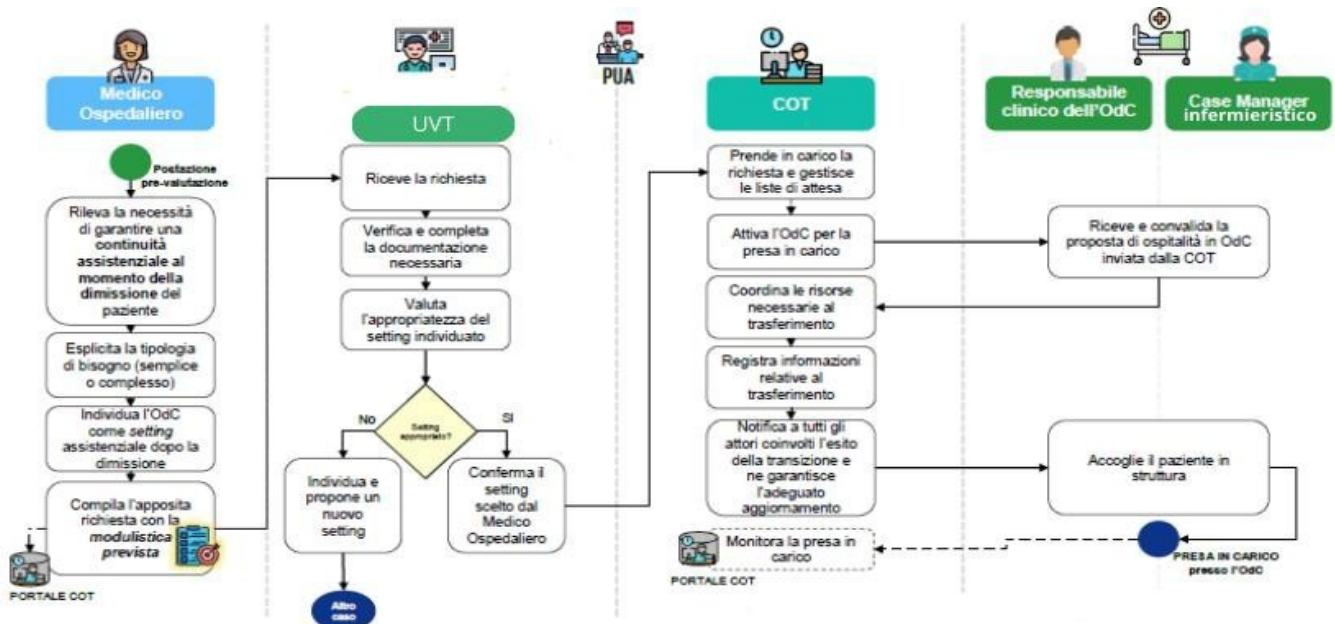 Medico
Ospedaliero
UVT
PUA
COT
Responsabile
clinico dell'OdC
Case Manager
infermieristico
Postazione
pre-valutazione
Rileva la necessità
di garantire una
continuità
assistenziale al
momento della
dimissione del
paziente
Esplicita la tipologia
di bisogno (semplice
o complesso)
Individua l'OdC
come setting
assistenziale dopo la
dimissione
Compila l'apposita
richiesta con la
modulistica
prevista
PORTALE COT
Riceve la richiesta
Verifica e completa
la documentazione
necessaria
Valuta
l'appropriatezza del
setting individuato
Setting
appropriato?
No
SI
Individua e
propone un
nuovo
setting
Conferma il
setting
scelto dal
Medico
Ospedaliero
Altro
caso
Prende in carico la
richiesta e gestisce
le liste di attesa
Attiva l'OdC per la
presa in carico
Coordina le risorse
necessarie al
trasferimento
Registra informazioni
relative al
trasferimento
Notifica a tutti gli
attori coinvolti l'esito
della transizione e
ne garantisce
l'adeguato
aggiornamento
Monitora la presa in
carico
PORTALE COT
Riceve e convalida la
proposta di ospitalità in OdC
inviata dalla COT
Accoglie il paziente in
struttura
PRESA IN CARICO
presso l'OdC